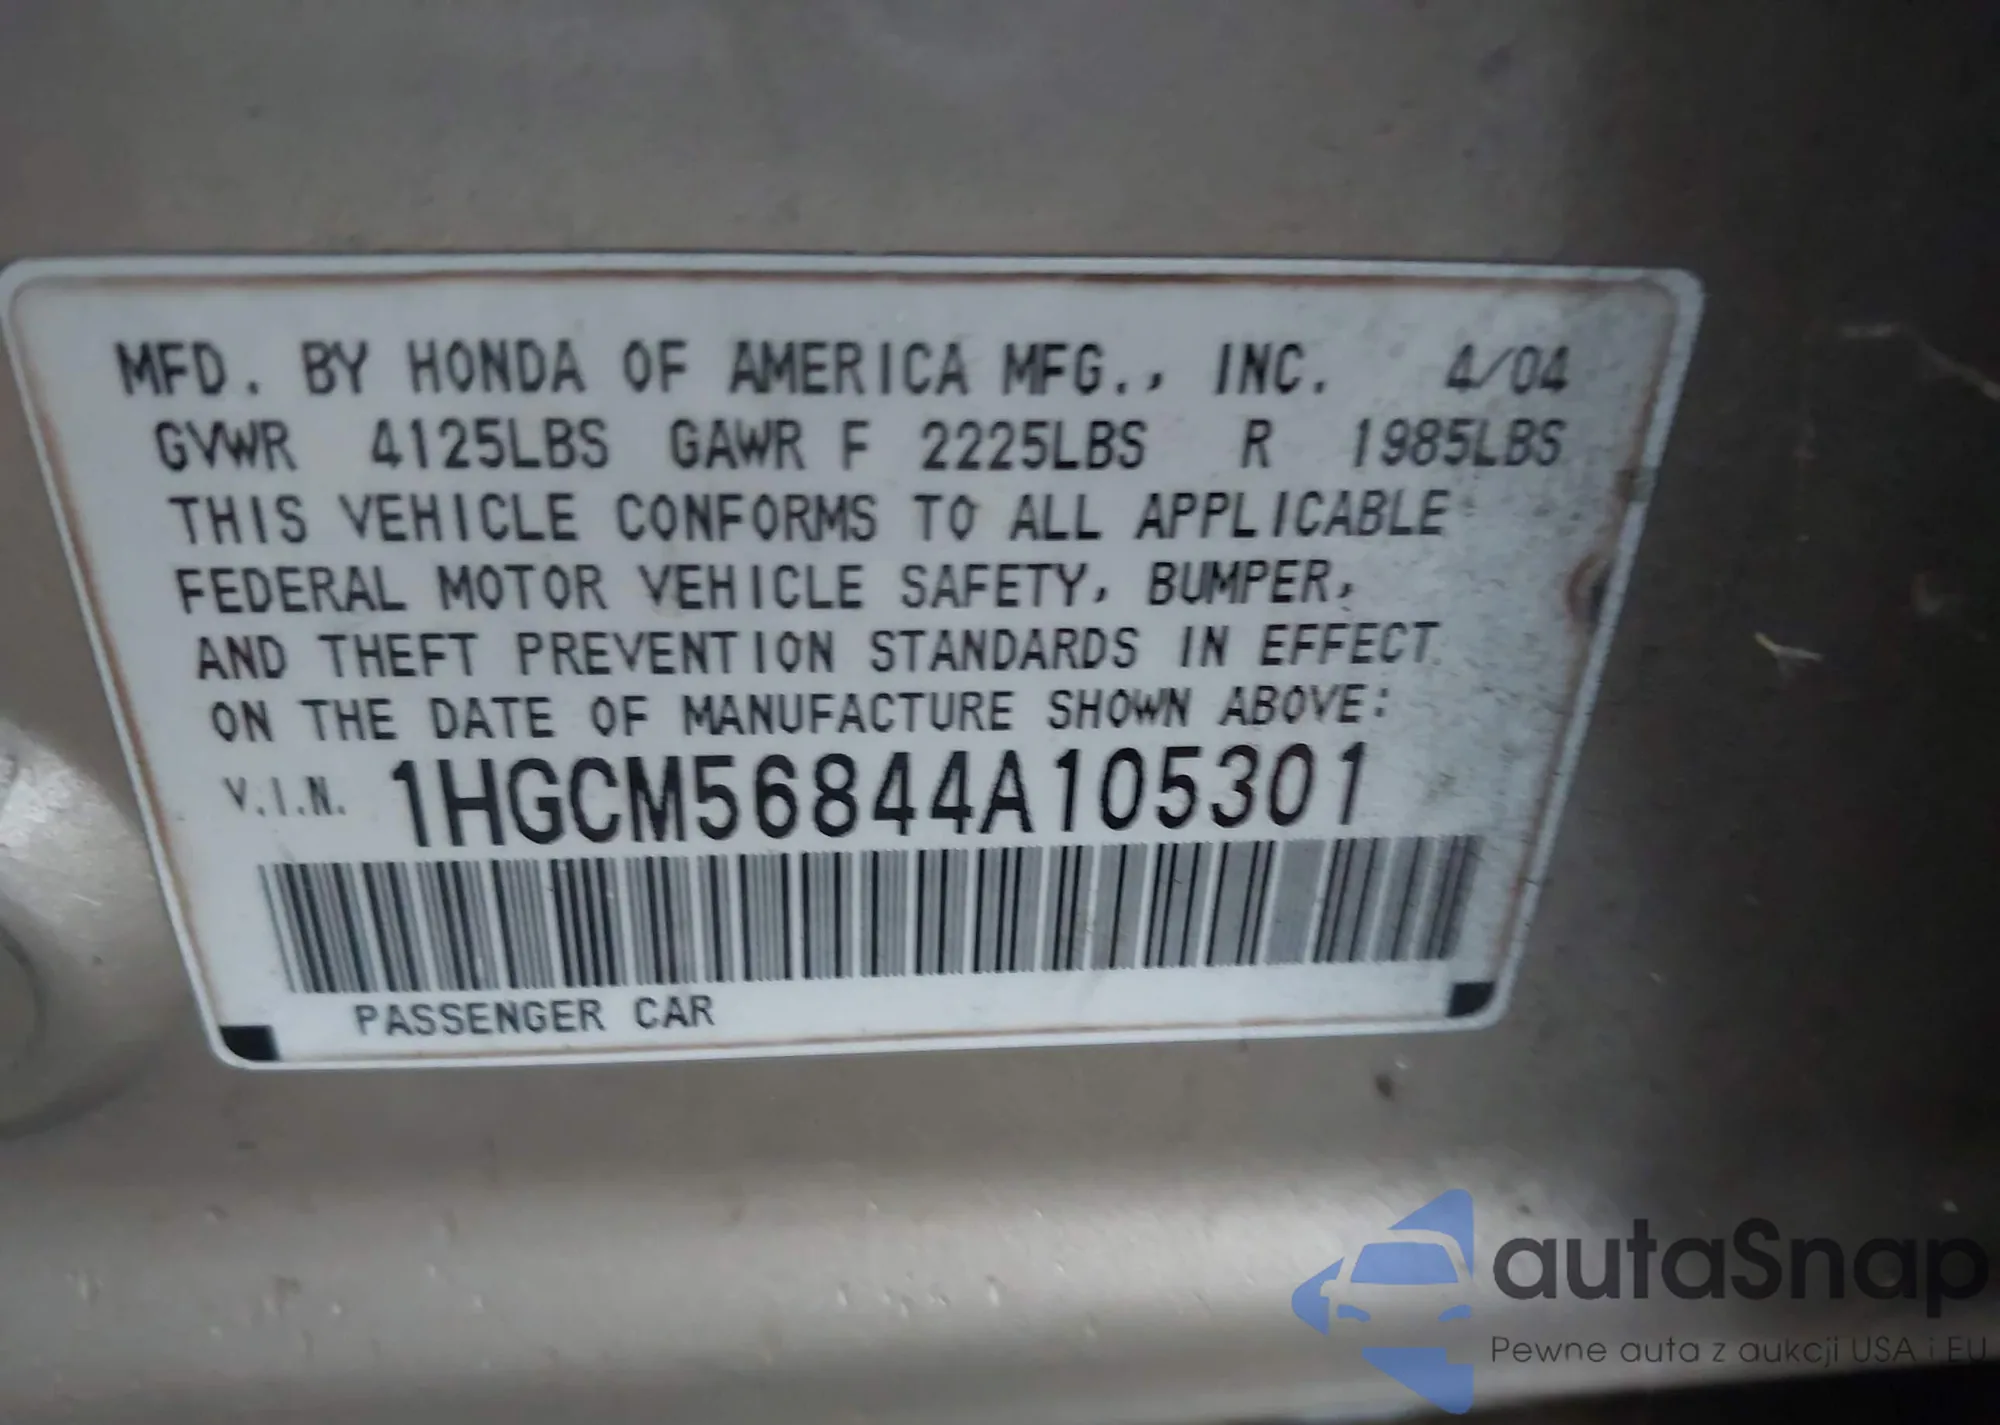 MFD. BY HONDA OF AMERICA MFG., INC. 4/04
GVWR 4125LBS GAWR F 2225LBS R 1985LBS
THIS VEHICLE CONFORMS TO ALL APPLICABLE
FEDERAL MOTOR VEHICLE SAFETY, BUMPER,
AND THEFT PREVENTION STANDARDS IN EFFECT
ON THE DATE OF MANUFACTURE SHOWN ABOVE:
V.I.N. 1HGCM56844A105301
PASSENGER CAR
autaSnap
Pewne auta z aukcji USA i EU